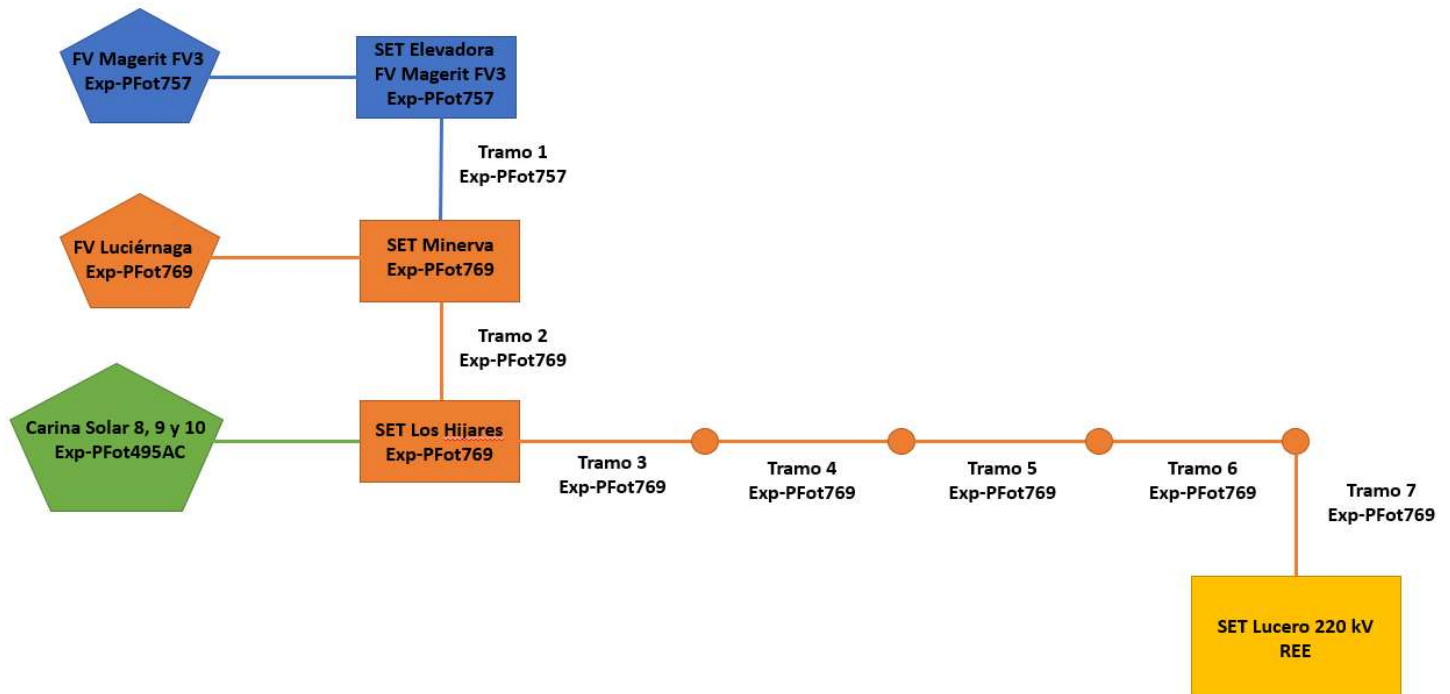 FV Magerit FV3
Exp-PFot757
SET Elevadora
FV Magerit FV3
Exp-PFot757
Tramo 1
Exp-PFot757
FV Luciérnaga
Exp-PFot769
SET Minerva
Exp-PFot769
Tramo 2
Exp-PFot769
Carina Solar 8, 9 y 10
Exp-PFot495AC
SET Los Hijares
Exp-PFot769
Tramo 3
Exp-PFot769
Tramo 4
Exp-PFot769
Tramo 5
Exp-PFot769
Tramo 6
Exp-PFot769
Tramo 7
Exp-PFot769
SET Lucero 220 kV
REE